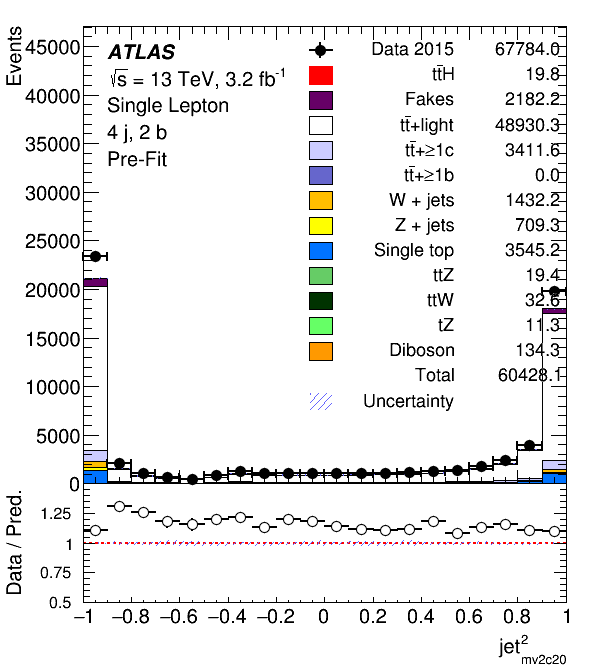 Events
45000
40000
35000
30000
25000
20000
15000
10000
5000
0
ATLAS
√s = 13 TeV, 3.2 fb⁻¹
Single Lepton
4 j, 2 b
Pre-Fit
Data 2015 67784.0
tt̄H 19.8
Fakes 2182.2
tt̄+light 48930.3
tt̄+≥1c 3411.6
tt̄+≥1b 0.0
W + jets 1432.2
Z + jets 709.3
Single top 3545.2
ttZ 19.4
ttW 32.6
tZ 11.3
Diboson 134.3
Total 60428.1
Uncertainty
Data / Pred.
1.25
1
0.75
0.5
−1 −0.8 −0.6 −0.4 −0.2 0 0.2 0.4 0.6 0.8 1
jet²mv2c20